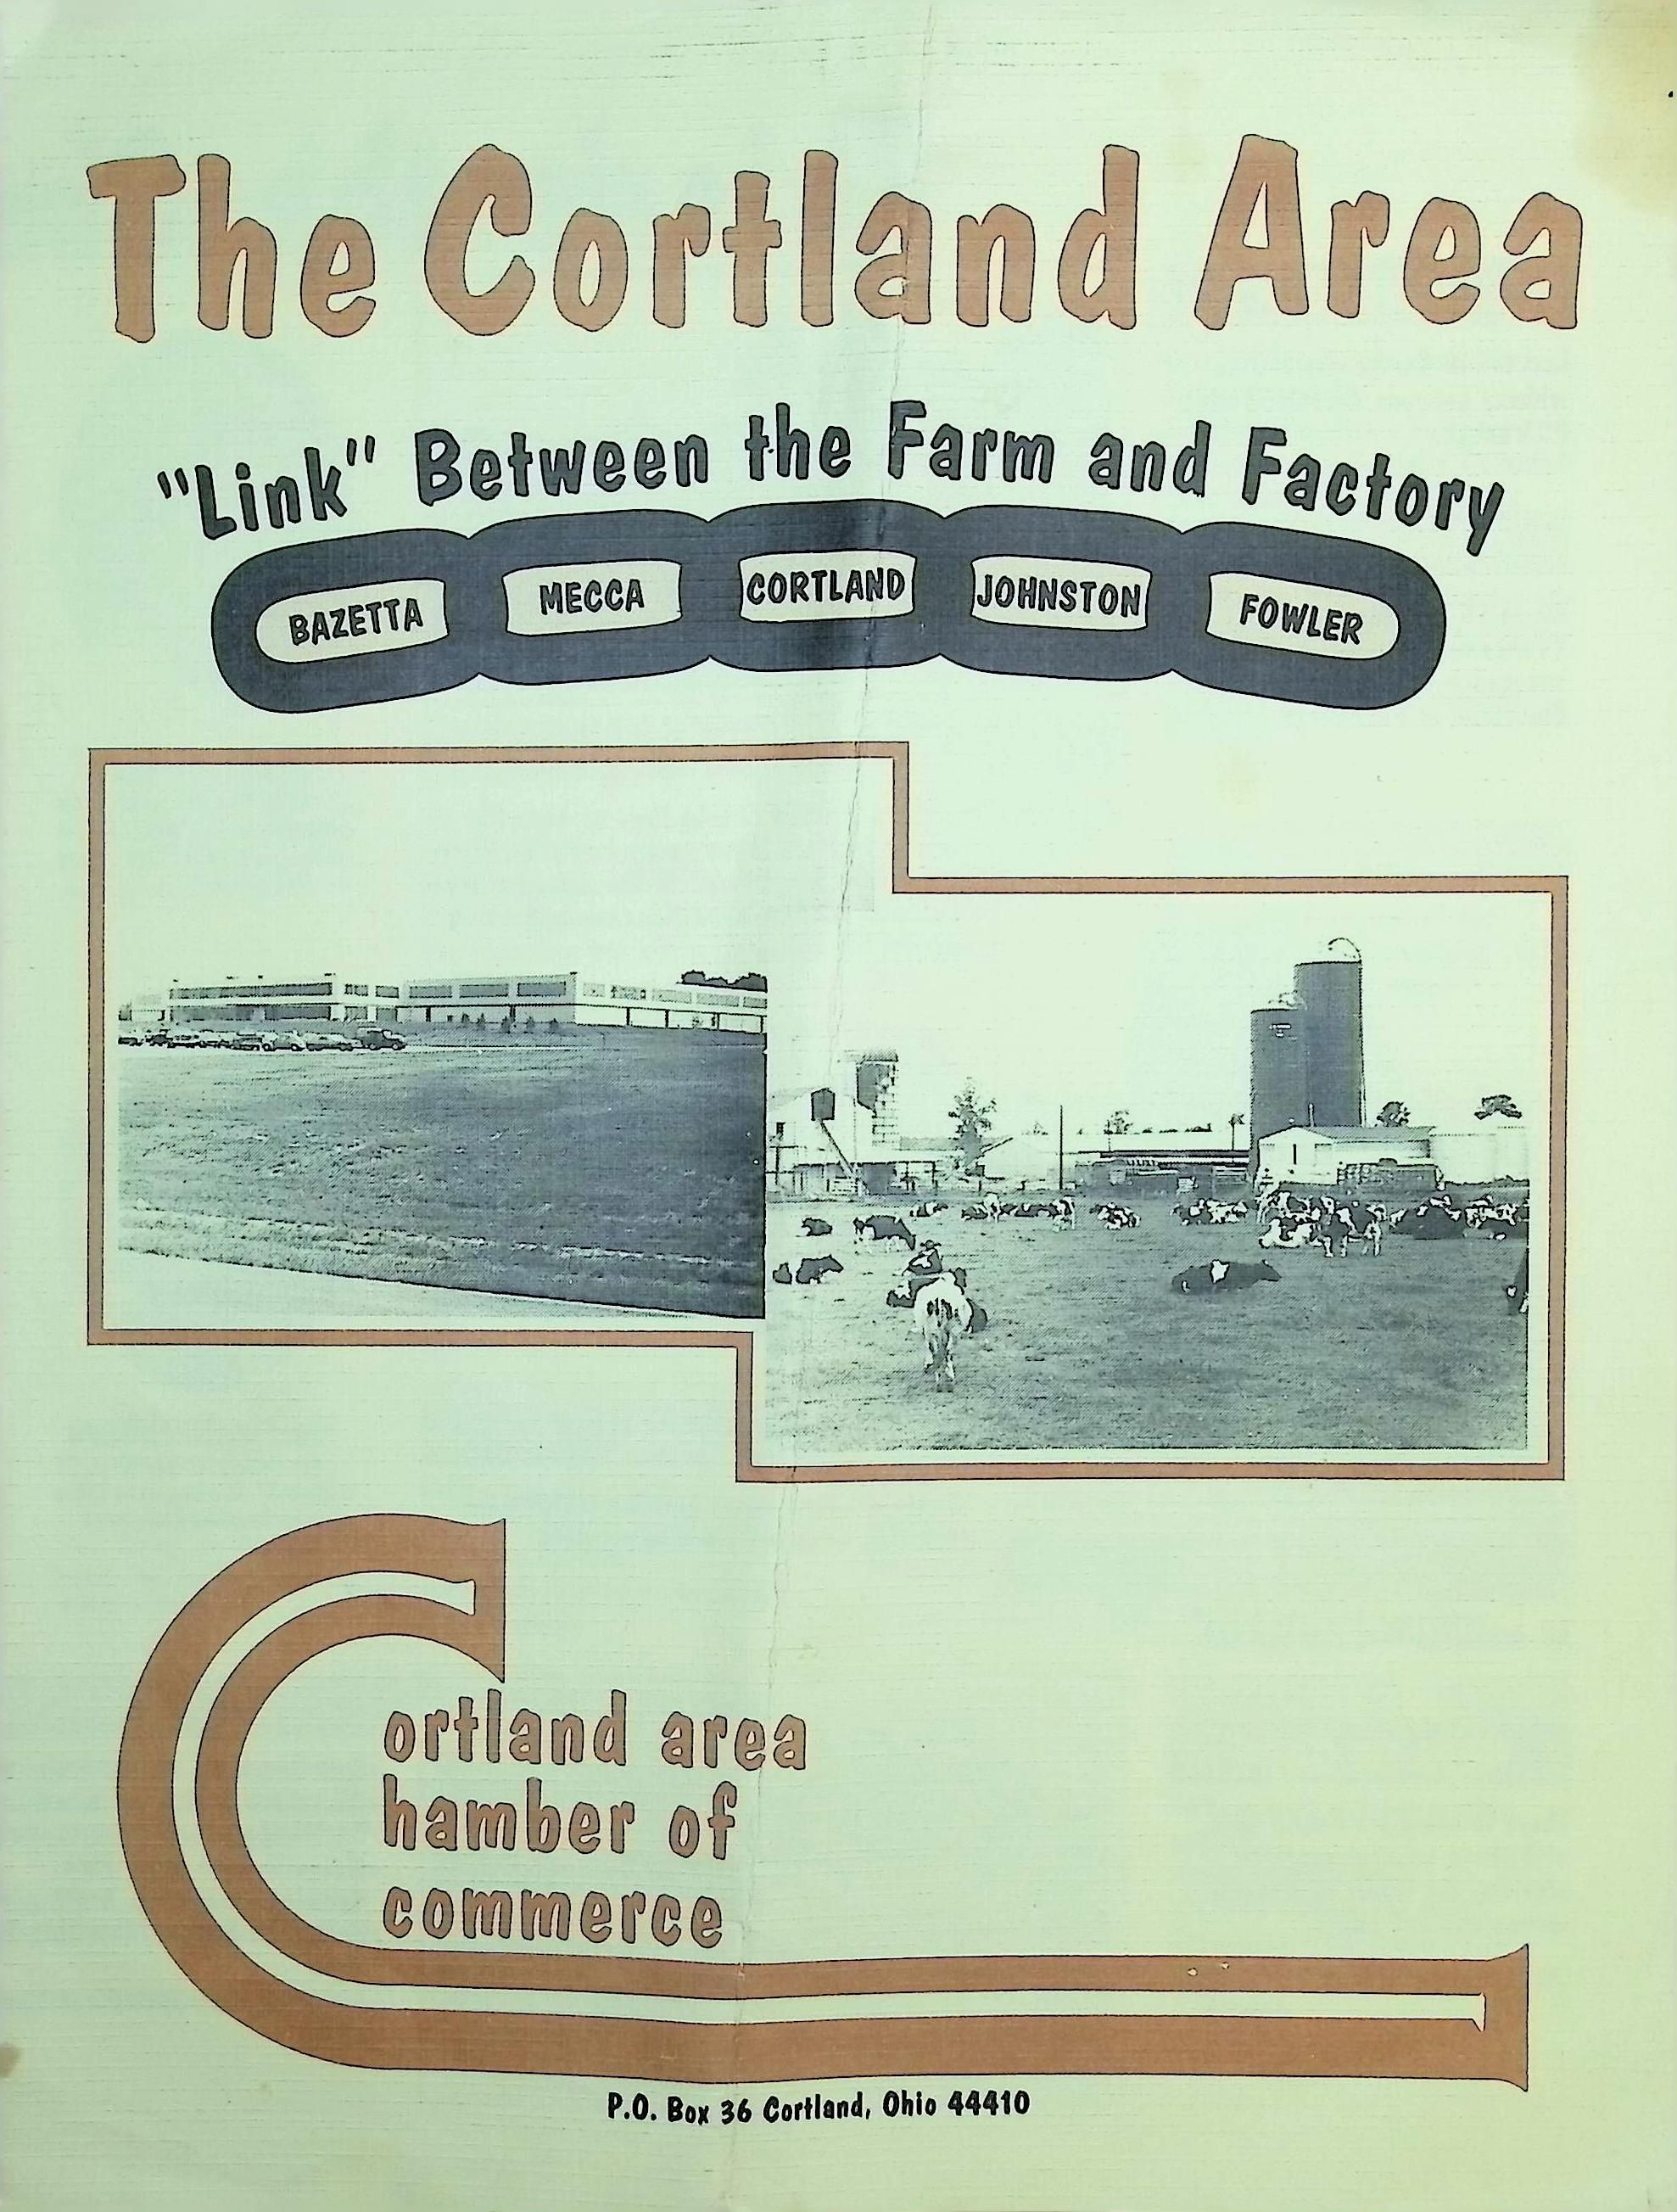 The Cortland Area
"Link" Between the Farm and Factory
BAZETTA MECCA CORTLAND JOHNSTON FOWLER
Cortland area
hamber of
commerce
P.O. Box 36 Cortland, Ohio 44410